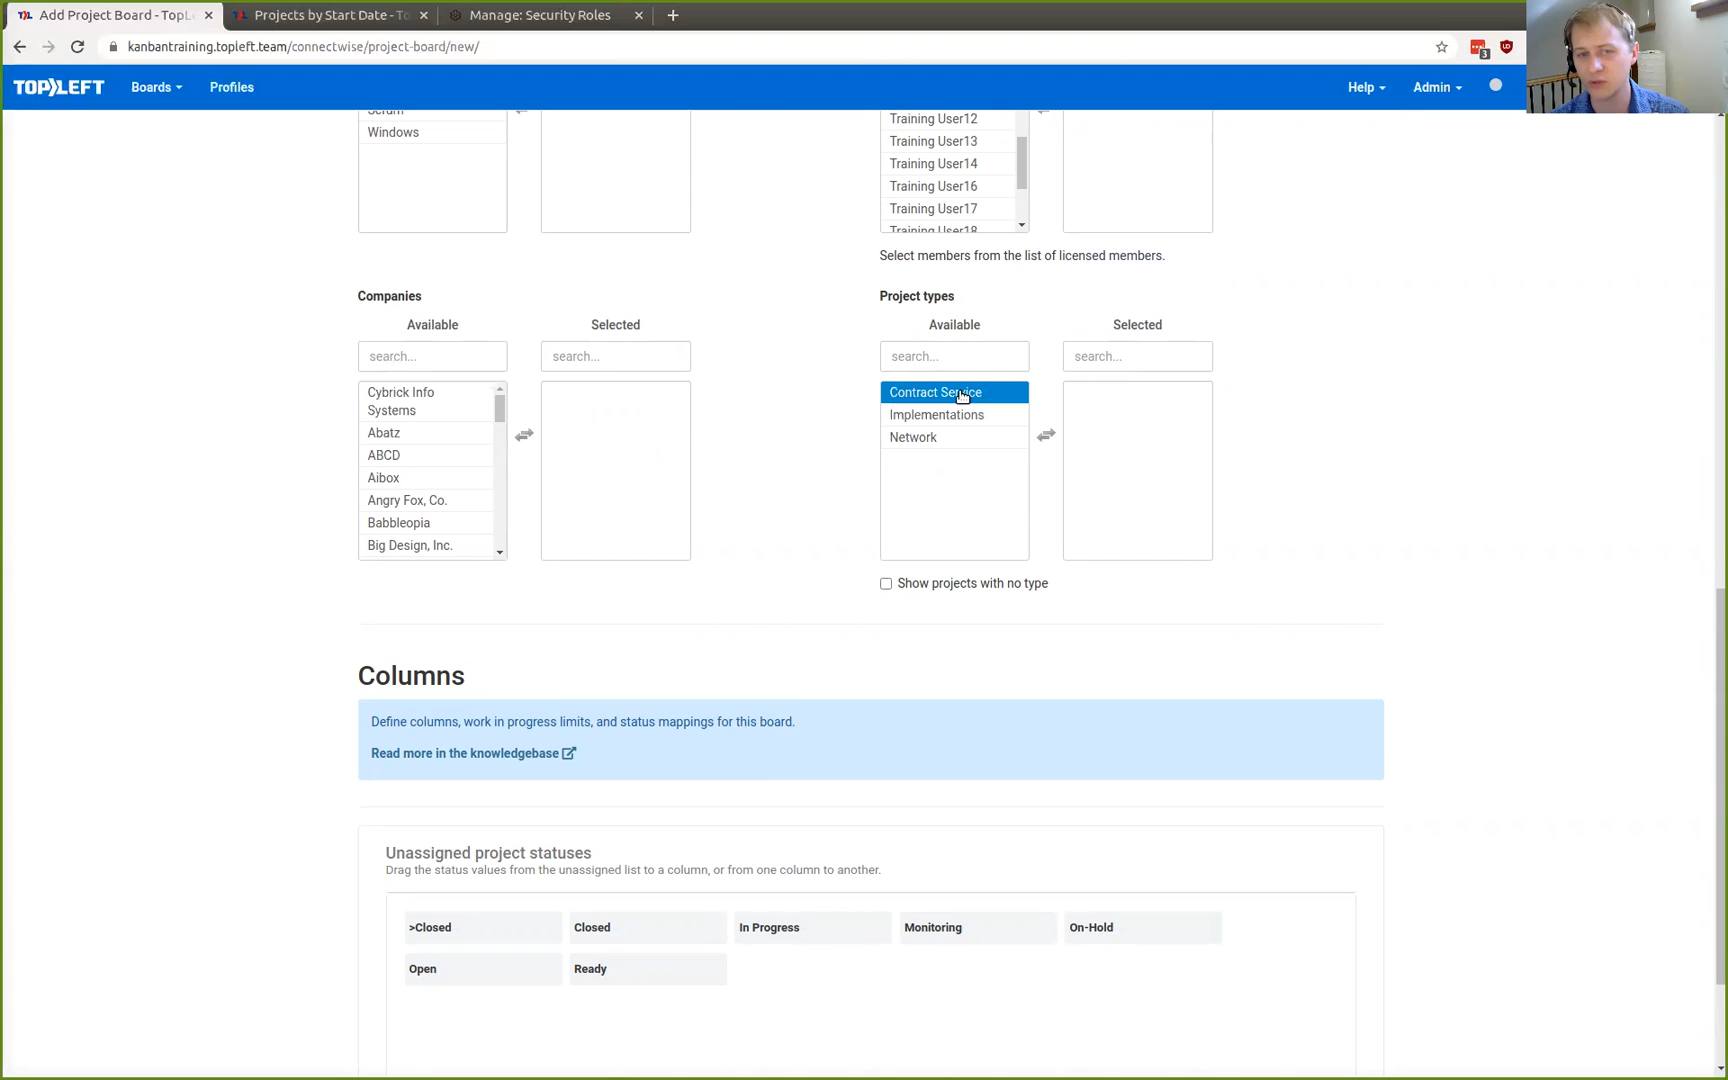 Add Project Board - TopL
Projects by Start Date - To
Manage: Security Roles
kanbantraining.topleft.team/connectwise/project-board/new/
3
TOP LEFT
Boards
Profiles
Help
Admin
Scrum
Windows
Training User12
Training User13
Training User14
Training User16
Training User17
Training User18
Select members from the list of licensed members.
Companies
Project types
Available
Selected
Available
Selected
search...
search...
search...
search...
Cybrick Info
Systems
Abatz
ABCD
Aibox
Angry Fox, Co.
Babbleopia
Big Design, Inc.
Contract Service
Implementations
Network
Show projects with no type
Columns
Define columns, work in progress limits, and status mappings for this board.
Read more in the knowledgebase
Unassigned project statuses
Drag the status values from the unassigned list to a column, or from one column to another.
>Closed
Closed
In Progress
Monitoring
On-Hold
Open
Ready